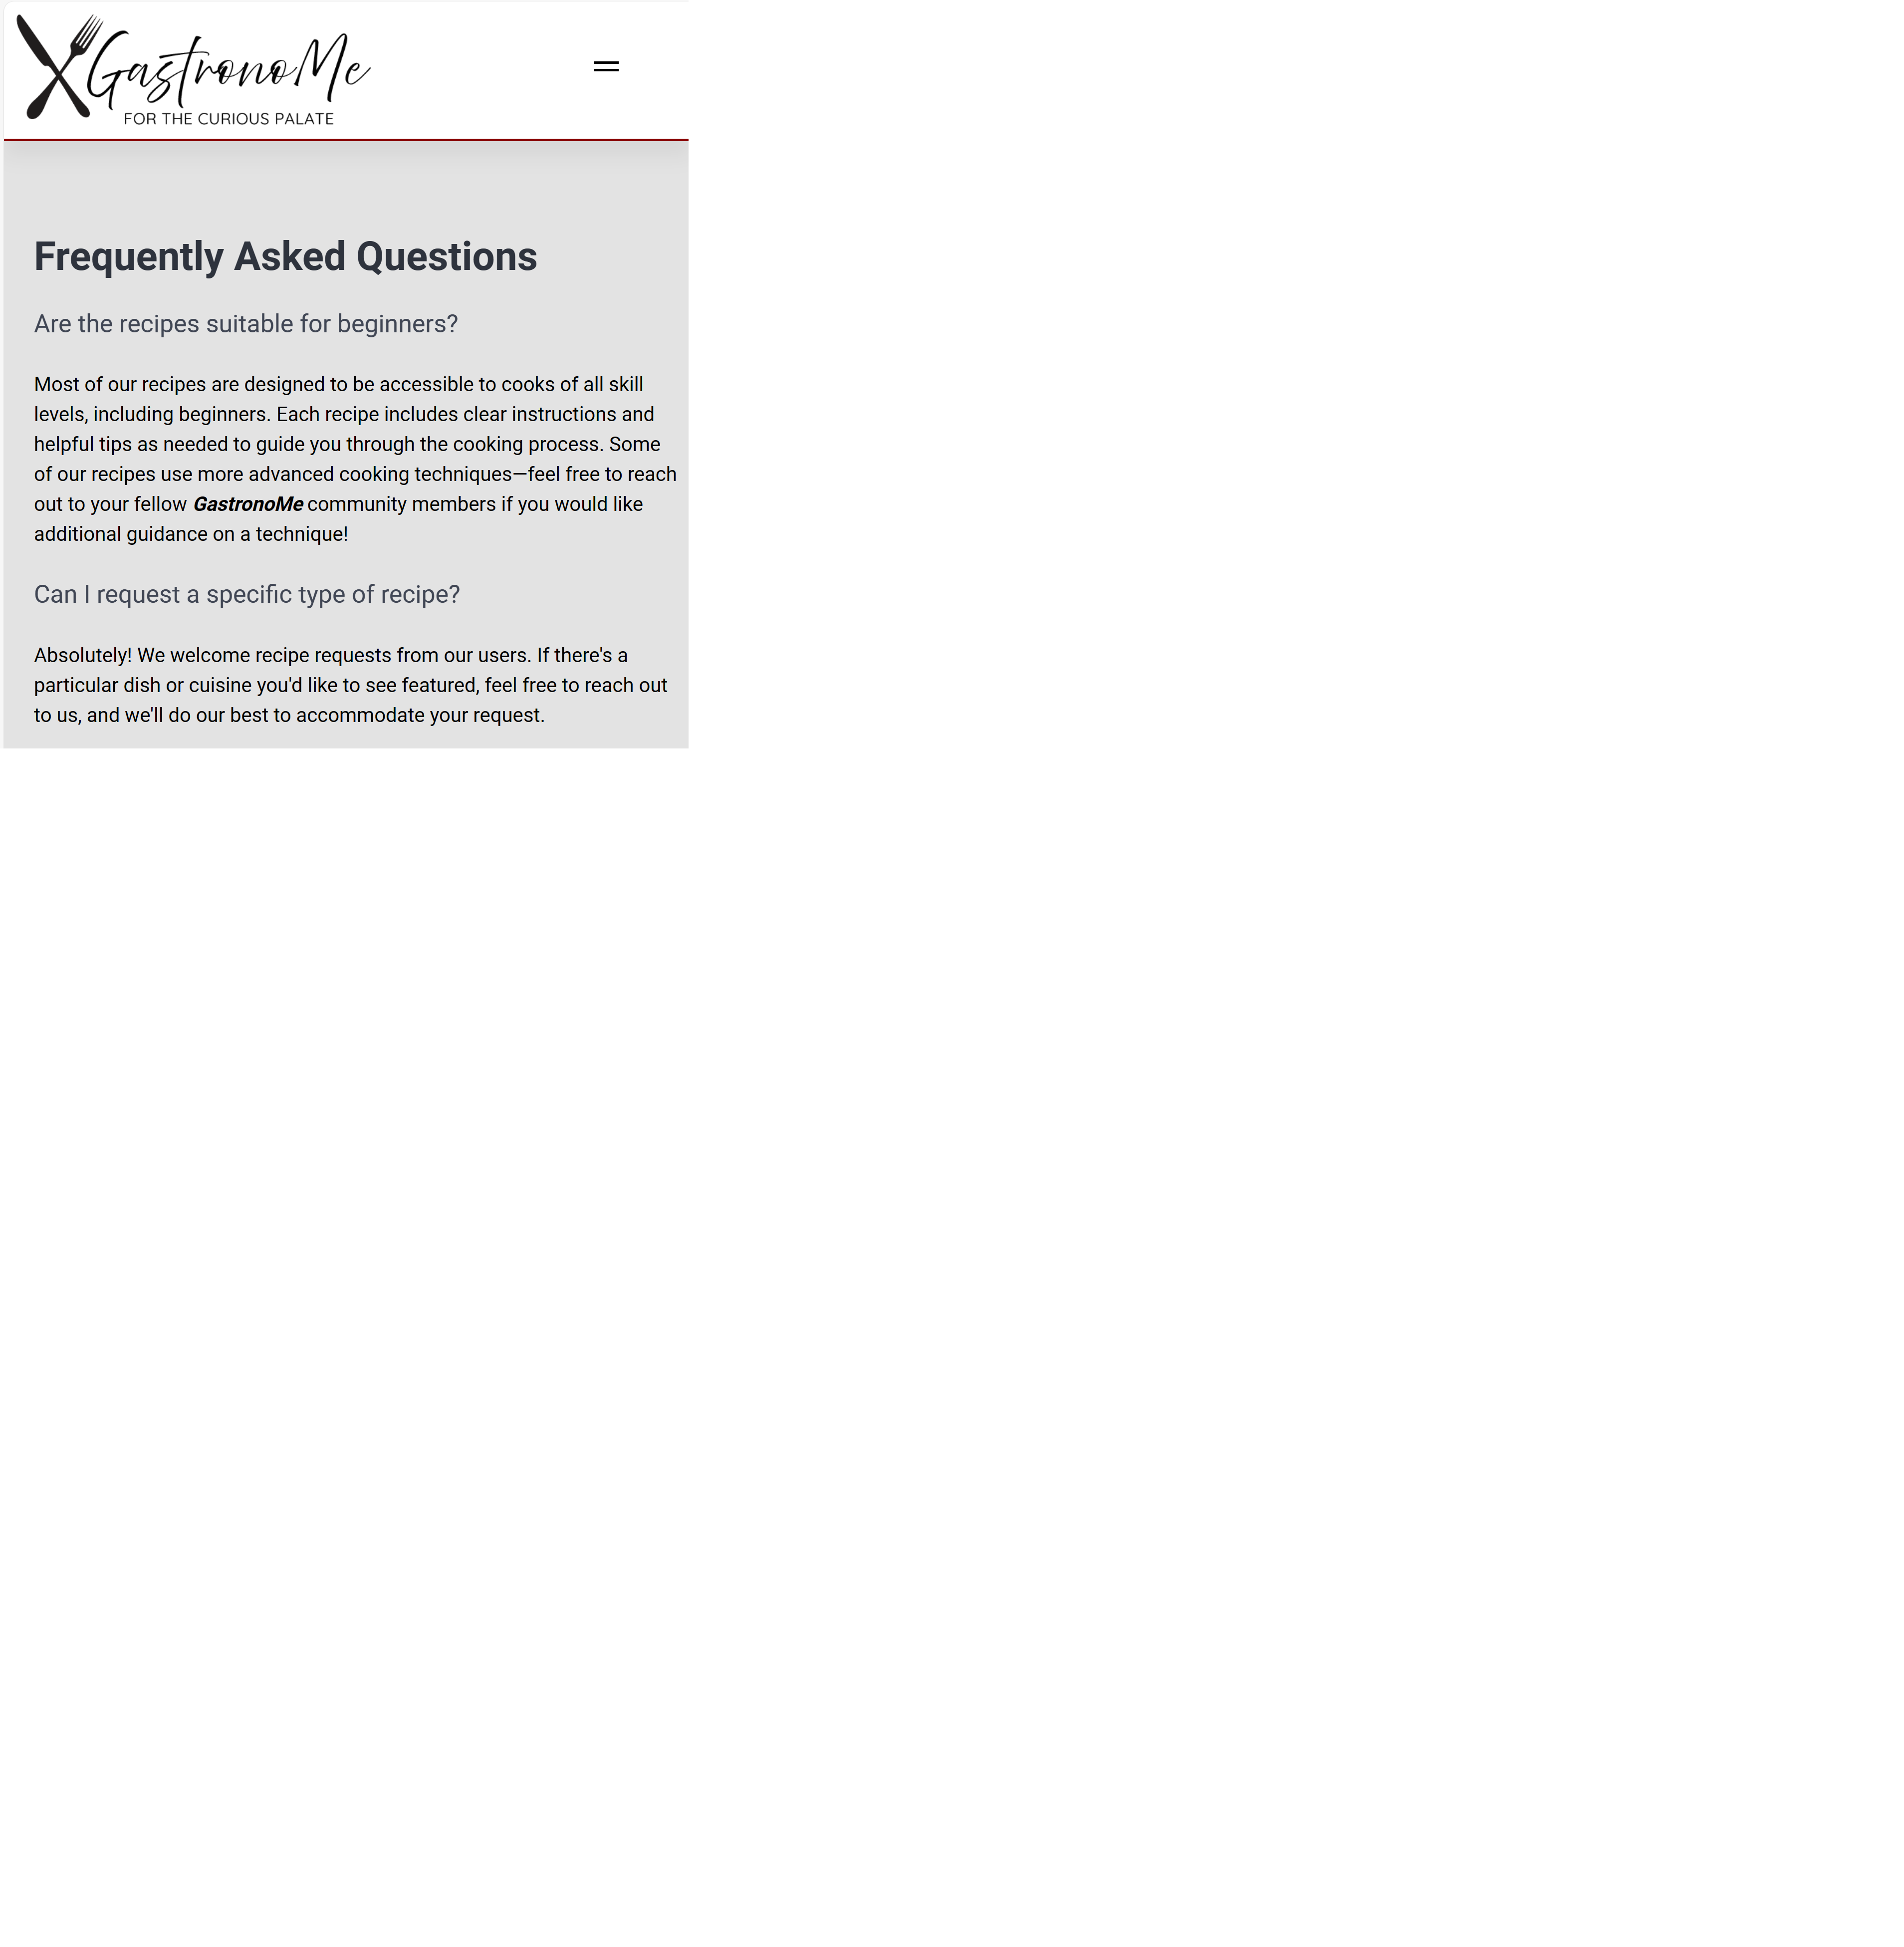 GastronoMe
FOR THE CURIOUS PALATE
Frequently Asked Questions
Are the recipes suitable for beginners?
Most of our recipes are designed to be accessible to cooks of all skill
levels, including beginners. Each recipe includes clear instructions and
helpful tips as needed to guide you through the cooking process. Some
of our recipes use more advanced cooking techniques—feel free to reach
out to your fellow GastronoMe community members if you would like
additional guidance on a technique!
Can I request a specific type of recipe?
Absolutely! We welcome recipe requests from our users. If there's a
particular dish or cuisine you'd like to see featured, feel free to reach out
to us, and we'll do our best to accommodate your request.